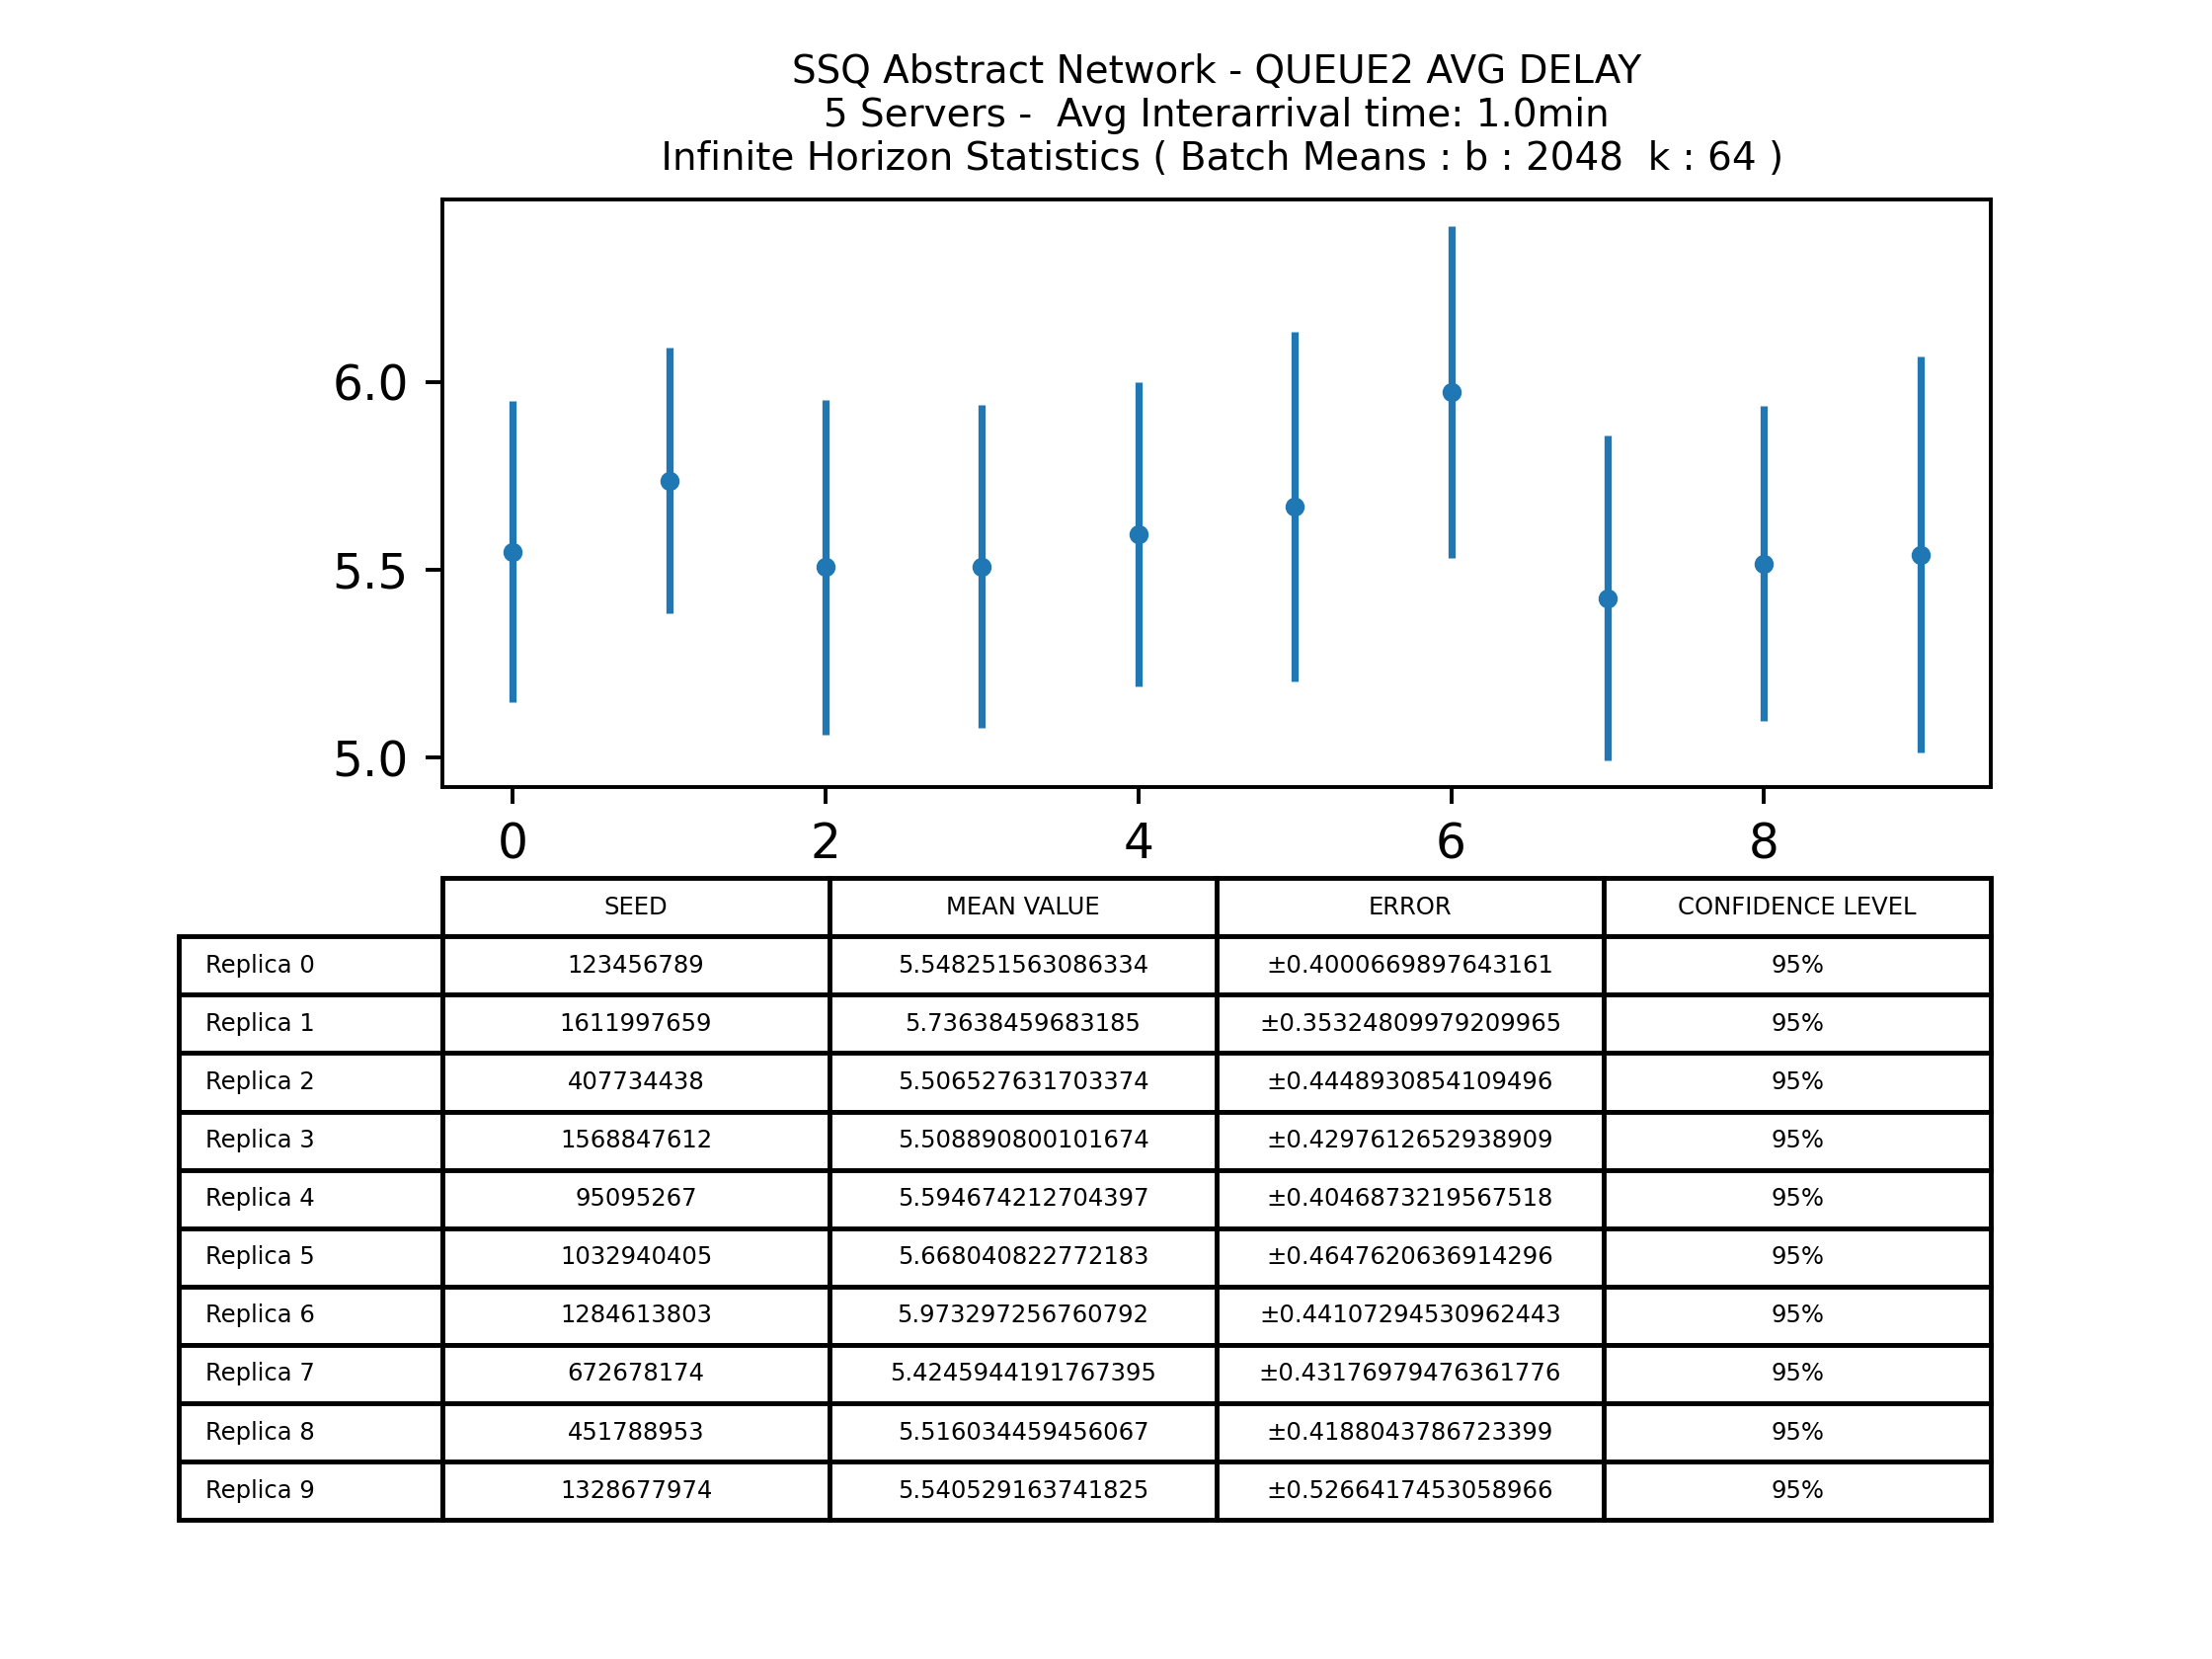 SSQ Abstract Network - QUEUE2 AVG DELAY
5 Servers -  Avg Interarrival time: 1.0min
Infinite Horizon Statistics ( Batch Means : b : 2048  k : 64 )
6.0
5.5
5.0
0 2 4 6 8
SEED MEAN VALUE ERROR CONFIDENCE LEVEL
Replica 0 123456789 5.548251563086334 ±0.4000669897643161 95%
Replica 1 1611997659 5.73638459683185 ±0.35324809979209965 95%
Replica 2 407734438 5.506527631703374 ±0.4448930854109496 95%
Replica 3 1568847612 5.508890800101674 ±0.4297612652938909 95%
Replica 4 95095267 5.594674212704397 ±0.4046873219567518 95%
Replica 5 1032940405 5.668040822772183 ±0.4647620636914296 95%
Replica 6 1284613803 5.973297256760792 ±0.44107294530962443 95%
Replica 7 672678174 5.4245944191767395 ±0.43176979476361776 95%
Replica 8 451788953 5.516034459456067 ±0.4188043786723399 95%
Replica 9 1328677974 5.540529163741825 ±0.5266417453058966 95%